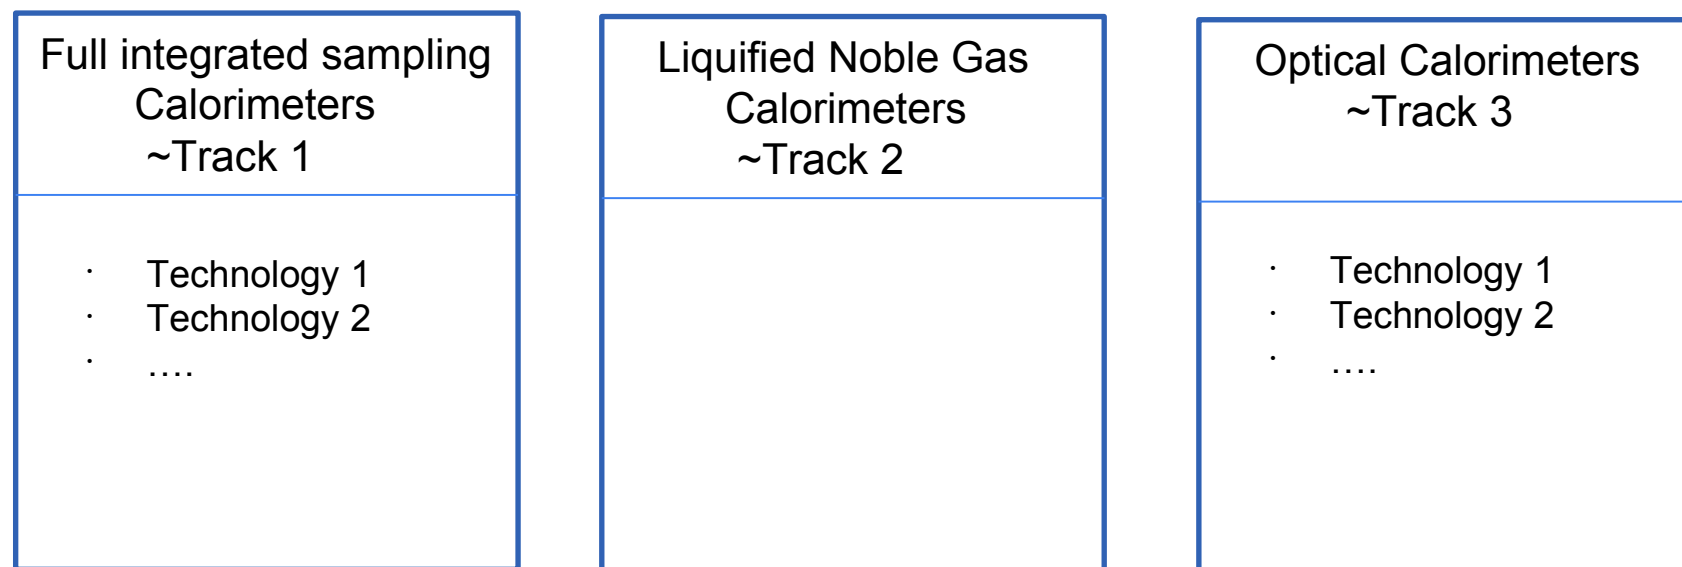 Full integrated sampling
Calorimeters
~Track 1
· Technology 1
· Technology 2
· ....
Liquified Noble Gas
Calorimeters
~Track 2
Optical Calorimeters
~Track 3
· Technology 1
· Technology 2
· ....